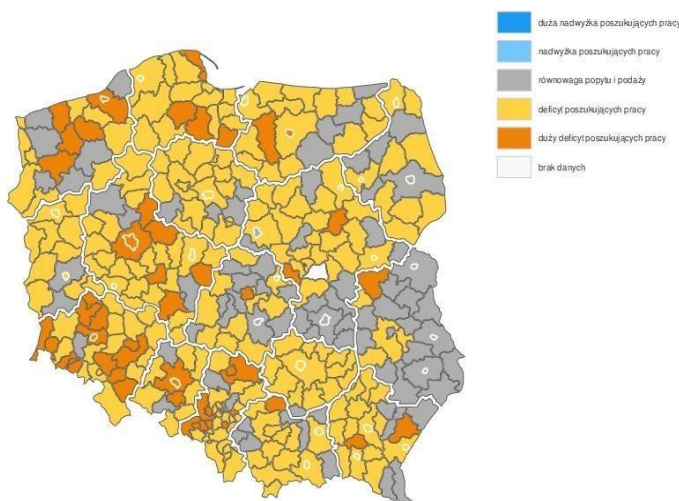 duża nadwyżka poszukujących pracy
nadwyżka poszukujących pracy
równowaga popytu i podaży
deficyt poszukujących pracy
duży deficyt poszukujących pracy
brak danych